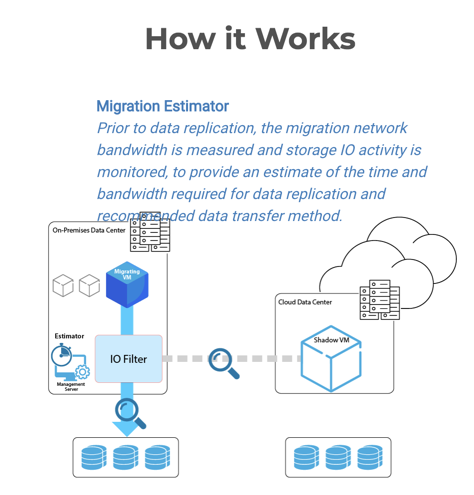 How it Works
Migration Estimator
Prior to data replication, the migration network
bandwidth is measured and storage IO activity is
monitored, to provide an estimate of the time and
bandwidth required for data replication and
recommended data transfer method.
On-Premises Data Center
Migrating
VM
Cloud Data Center
Estimator
Shadow VM
IO Filter
Management
Server